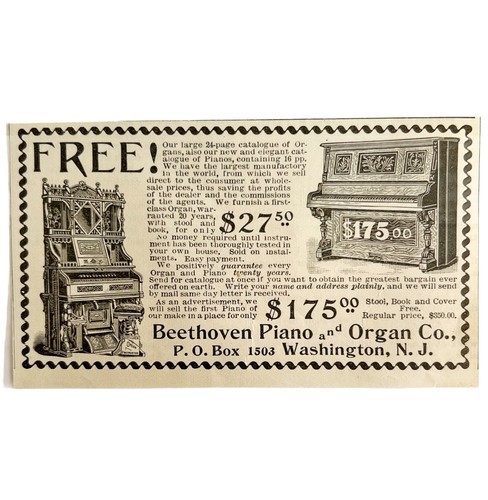 FREE!
Our large 24-page catalogue of Or-
gans, also our new and elegant cat-
alogue of Pianos, containing 16 pp.
We have the largest manufactory
in the world, from which we sell
direct to the consumer at whole-
sale prices, thus saving the profits
of the dealer and the commissions
of the agents. We furnish a first-
class Organ, war-
ranted 20 years,
with stool and
book, for only $27.50
No money required until instru-
ment has been thoroughly tested in
your own house. Sold on instal-
ments. Easy payment.
We positively guarantee every
Organ and Piano twenty years.
Send for catalogue at once if you want to obtain the greatest bargain ever
offered on earth. Write your name and address plainly, and we will send
by mail same day letter is received.
As an advertisement, we
will sell the first Piano of
our make in a place for only $175.00
Stool, Book and Cover
Free.
Regular price, $350.00.
Beethoven Piano and Organ Co.,
P. O. Box 1503 Washington, N. J.
$175.00